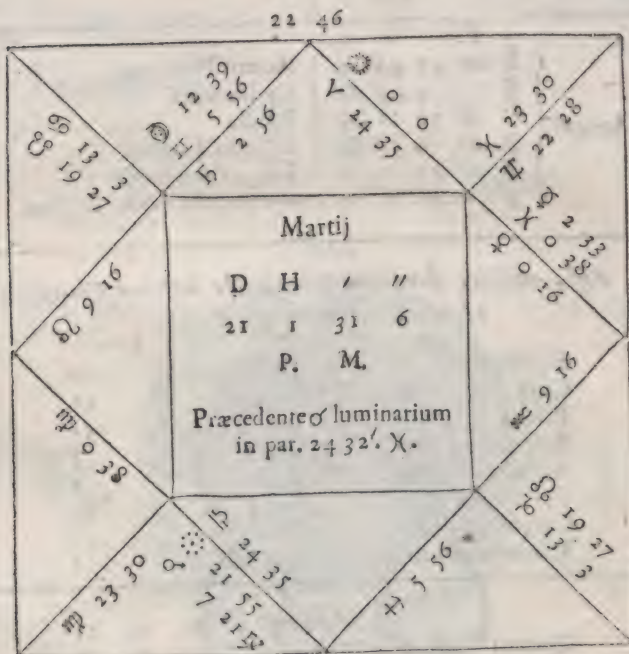 22 46
☽ 12 39
♊ 5 56
♄ 2 56
☉ 0 0
♈ 24 35
♓ 23 30
♃ 22 28
♋ 13 3
☋ 19 27
☿ 2 33
♓ 0 38
♀ 0 16
Martij
D H ′ ″
21 1 31 6
P. M.
Præcedente ☌ luminarium
in par. 24 32′. ♓.
♌ 9 16
♒ 9 16
♍ 0 38
☊ 19 27
♑ 13 3
♍ 23 30
♎ 24 35
21 55
♂ 7 21 ℞
♐ 5 56